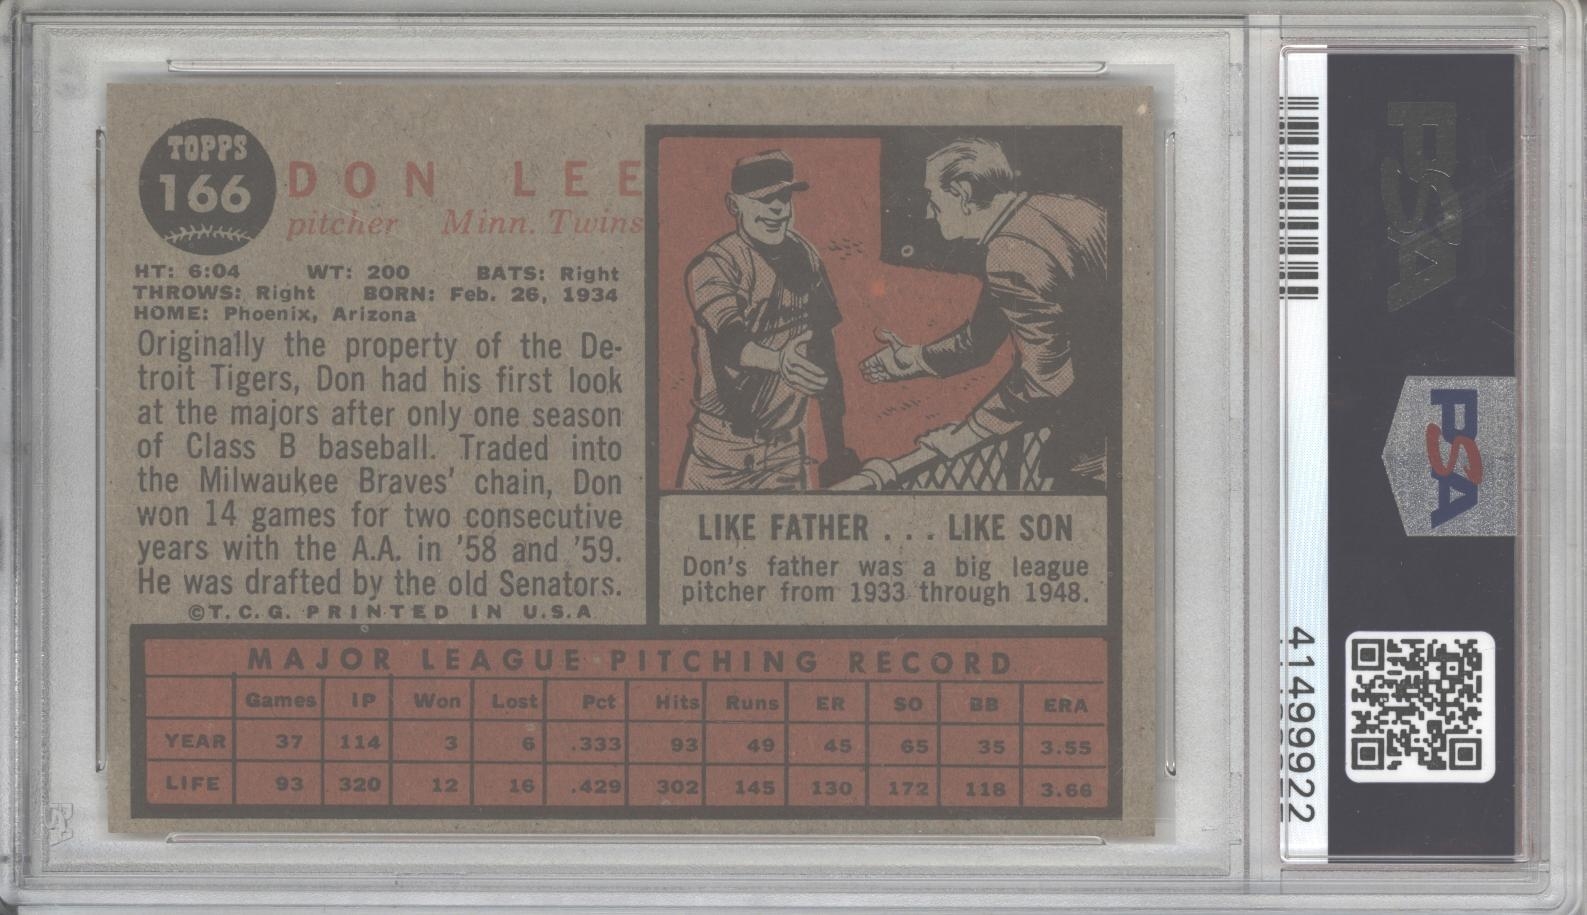 TOPPS
166
DON LEE
pitcher Minn. Twins
HT: 6:04 WT: 200 BATS: Right
THROWS: Right BORN: Feb. 26, 1934
HOME: Phoenix, Arizona
Originally the property of the De-
troit Tigers, Don had his first look
at the majors after only one season
of Class B baseball. Traded into
the Milwaukee Braves' chain, Don
won 14 games for two consecutive
years with the A.A. in '58 and '59.
He was drafted by the old Senators.
©T.C.G. PRINTED IN U.S.A
LIKE FATHER . . . LIKE SON
Don's father was a big league
pitcher from 1933 through 1948.
MAJOR LEAGUE PITCHING RECORD
Games IP Won Lost Pct Hits Runs ER SO BB ERA
YEAR 37 114 3 6 .333 93 49 45 65 35 3.55
LIFE 93 320 12 16 .429 302 145 130 172 118 3.66
PSA
PSA
41499922
PSA